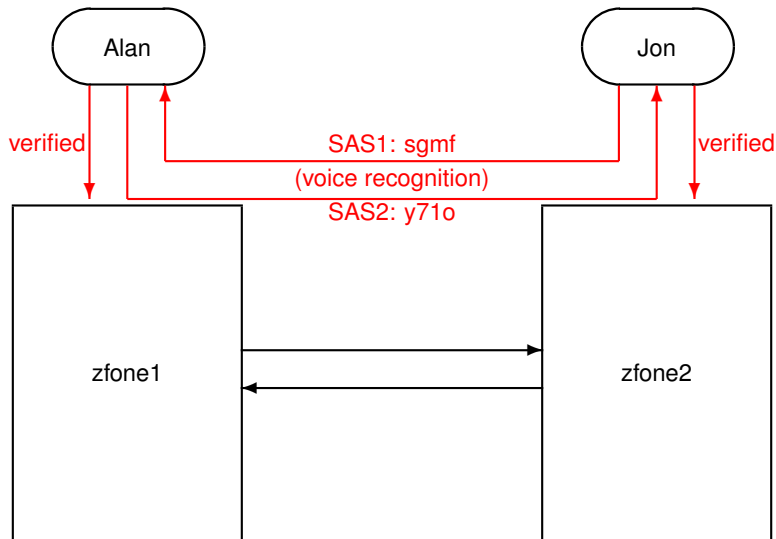 Alan
Jon
verified
SAS1: sgmf
verified
(voice recognition)
SAS2: y71o
zfone1
zfone2